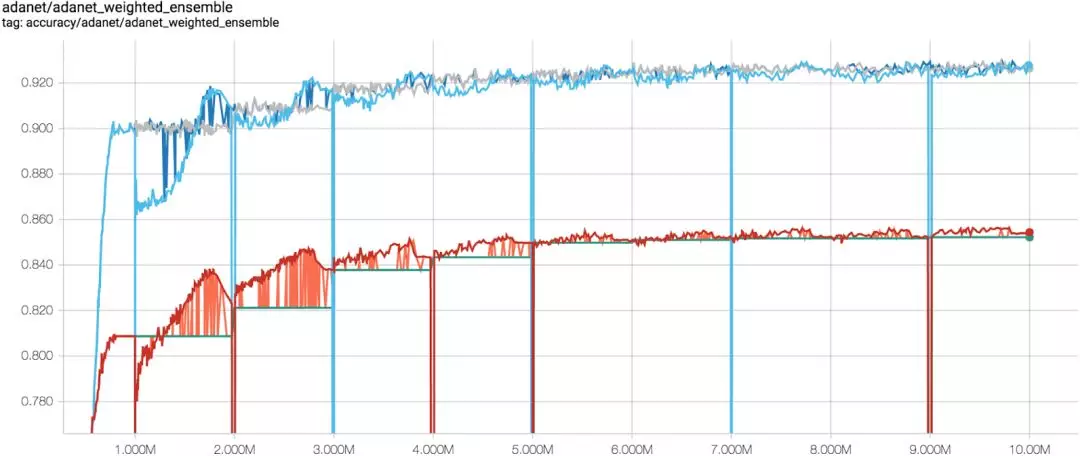 adanet/adanet_weighted_ensemble
tag: accuracy/adanet/adanet_weighted_ensemble
0.920
0.900
0.880
0.860
0.840
0.820
0.800
0.780
1.000M 2.000M 3.000M 4.000M 5.000M 6.000M 7.000M 8.000M 9.000M 10.00M